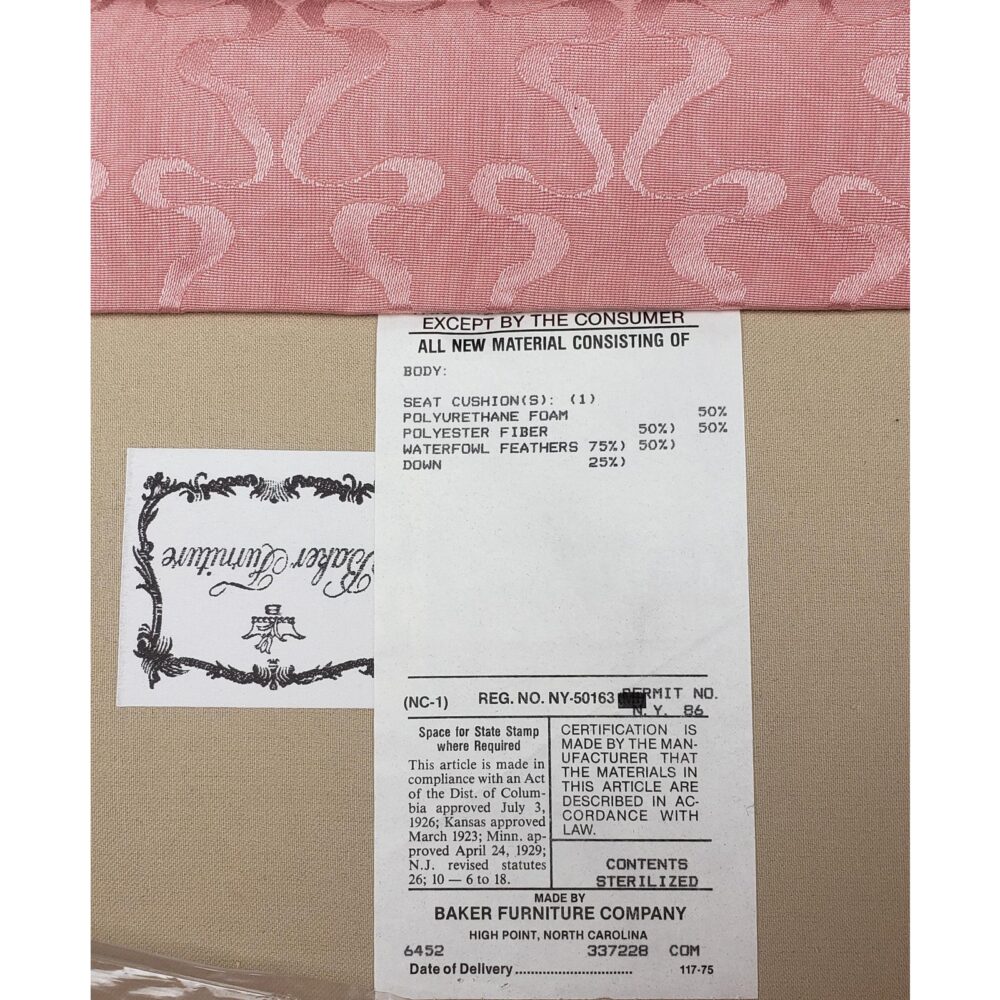 EXCEPT BY THE CONSUMER
ALL NEW MATERIAL CONSISTING OF
BODY:
SEAT CUSHION(S): (1)
POLYURETHANE FOAM 50%
POLYESTER FIBER 50%) 50%
WATERFOWL FEATHERS 75%) 50%)
DOWN 25%)
Baker Furniture
(NC-1) REG. NO. NY-50163 PERMIT NO.
N.Y. 86
Space for State Stamp
where Required
This article is made in
compliance with an Act
of the Dist. of Colum-
bia approved July 3,
1926; Kansas approved
March 1923; Minn. ap-
proved April 24, 1929;
N.J. revised statutes
26; 10 — 6 to 18.
CERTIFICATION IS
MADE BY THE MAN-
UFACTURER THAT
THE MATERIALS IN
THIS ARTICLE ARE
DESCRIBED IN AC-
CORDANCE WITH
LAW.
CONTENTS
STERILIZED
MADE BY
BAKER FURNITURE COMPANY
HIGH POINT, NORTH CAROLINA
6452 337228 COM
Date of Delivery .............................. 117-75